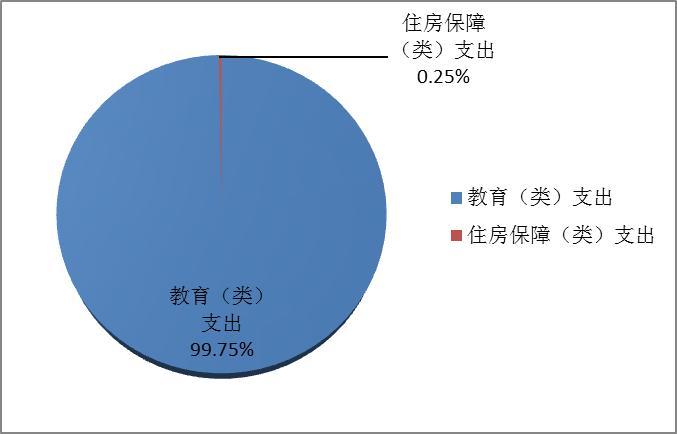 住房保障
（类）支出
0.25%
教育（类）支出
住房保障（类）支出
教育（类）
支出
99.75%